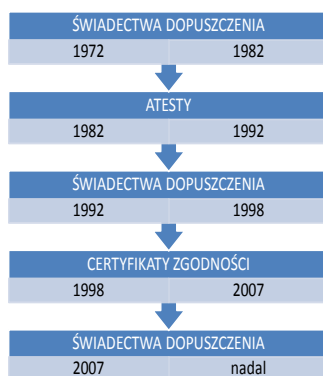 ŚWIADECTWA DOPUSZCZENIA
1972 1982
ATESTY
1982 1992
ŚWIADECTWA DOPUSZCZENIA
1992 1998
CERTYFIKATY ZGODNOŚCI
1998 2007
ŚWIADECTWA DOPUSZCZENIA
2007 nadal